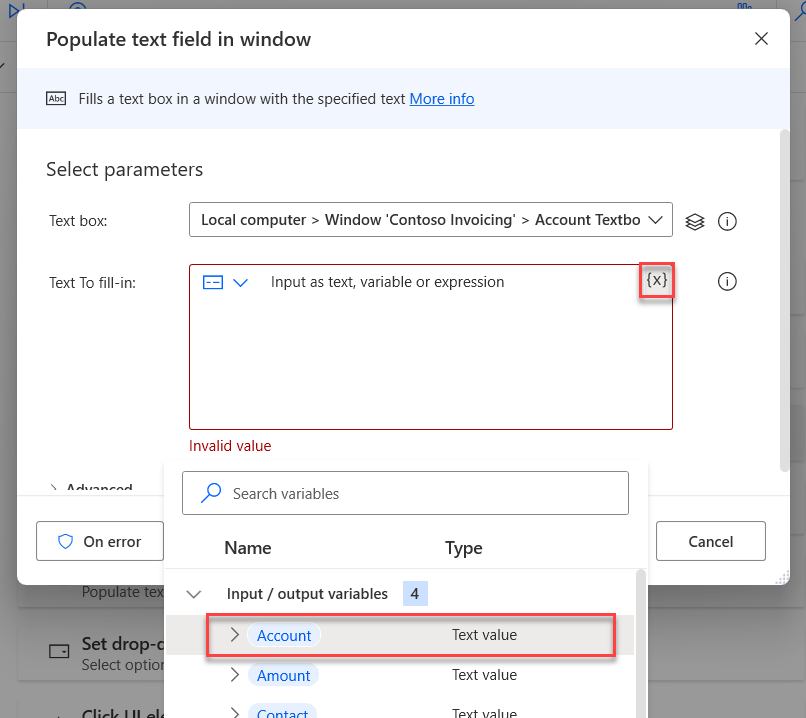 Populate text field in window
Abc Fills a text box in a window with the specified text More info
Select parameters
Text box: Local computer > Window 'Contoso Invoicing' > Account Textbo
Text To fill-in: Input as text, variable or expression {x}
Invalid value
Advanced
Search variables
On error Cancel
Name Type
Populate tex
Input / output variables 4
Set drop-d Account Text value
Select option
Amount Text value
Click UI ele Contact Text value